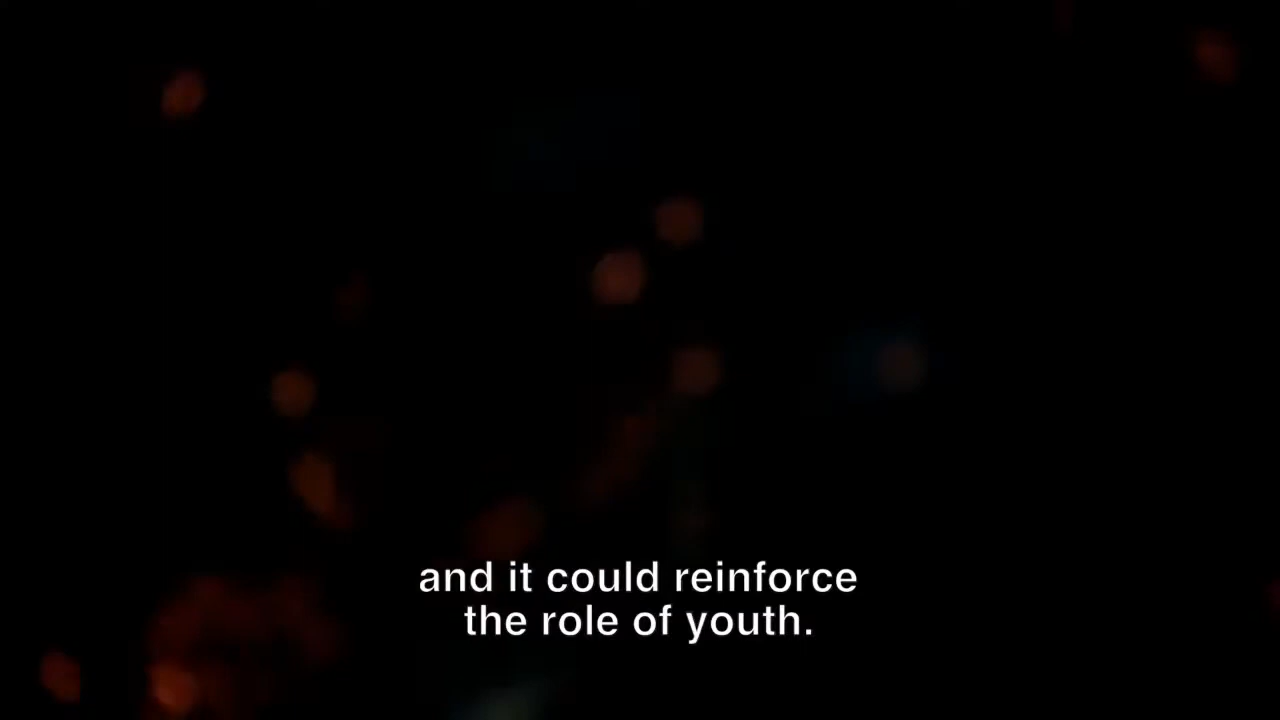 and it could reinforce
the role of youth.